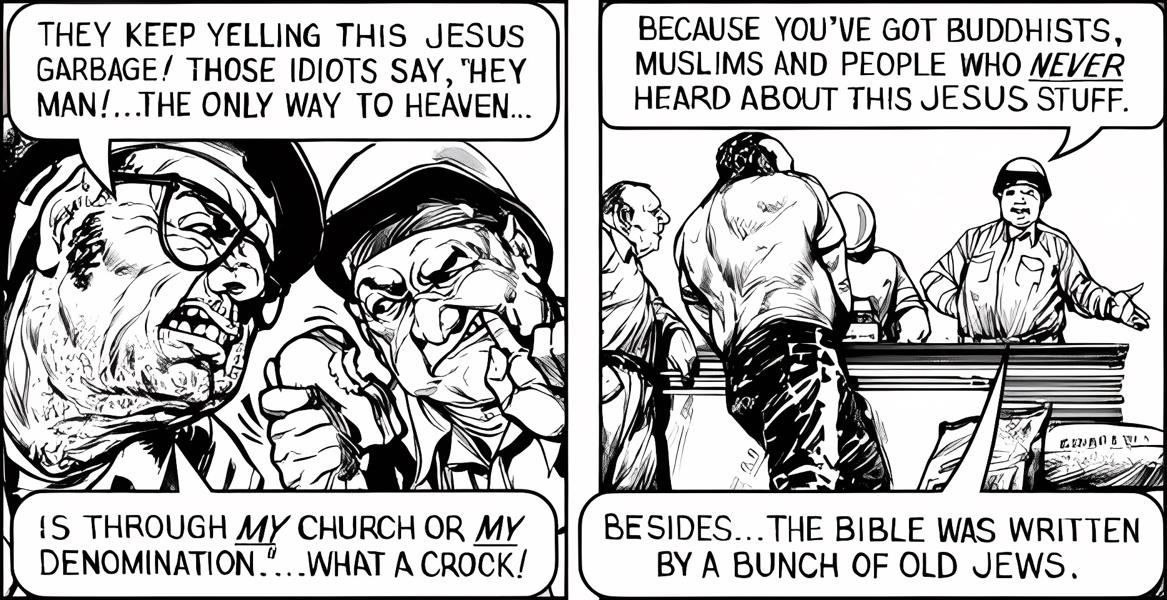 THEY KEEP YELLING THIS JESUS
GARBAGE! THOSE IDIOTS SAY, "HEY
MAN!...THE ONLY WAY TO HEAVEN...
IS THROUGH MY CHURCH OR MY
DENOMINATION."...WHAT A CROCK!
BECAUSE YOU'VE GOT BUDDHISTS,
MUSLIMS AND PEOPLE WHO NEVER
HEARD ABOUT THIS JESUS STUFF.
BESIDES...THE BIBLE WAS WRITTEN
BY A BUNCH OF OLD JEWS.